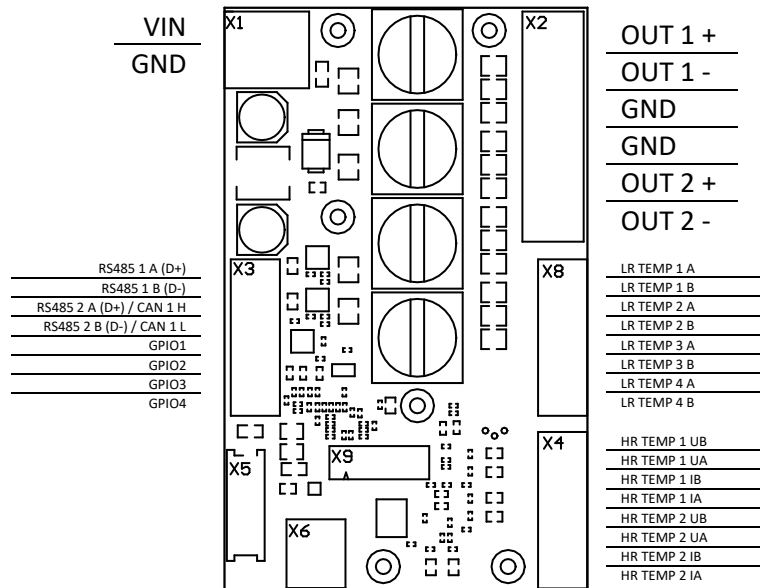 VIN
GND
X1
X2
OUT 1 +
OUT 1 -
GND
GND
OUT 2 +
OUT 2 -
RS485 1 A (D+)
RS485 1 B (D-)
RS485 2 A (D+) / CAN 1 H
RS485 2 B (D-) / CAN 1 L
GPIO1
GPIO2
GPIO3
GPIO4
X3
X8
LR TEMP 1 A
LR TEMP 1 B
LR TEMP 2 A
LR TEMP 2 B
LR TEMP 3 A
LR TEMP 3 B
LR TEMP 4 A
LR TEMP 4 B
X5
X9
X4
X6
HR TEMP 1 UB
HR TEMP 1 UA
HR TEMP 1 IB
HR TEMP 1 IA
HR TEMP 2 UB
HR TEMP 2 UA
HR TEMP 2 IB
HR TEMP 2 IA